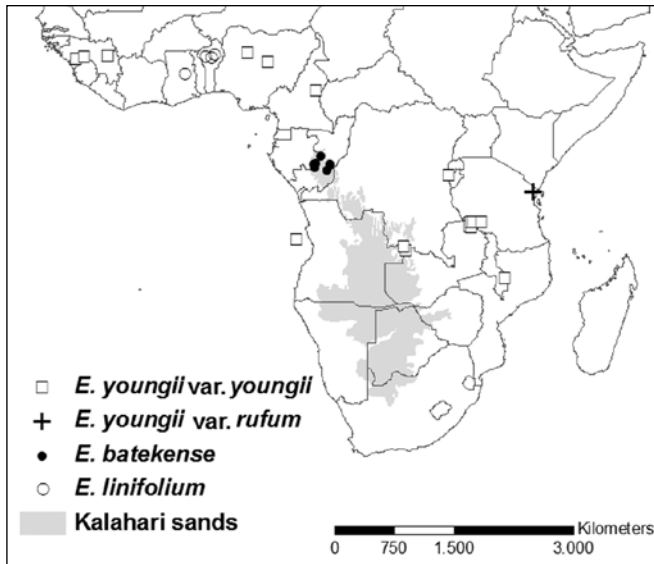 E. youngii var. youngii
E. youngii var. rufum
E. batekense
E. linifolium
Kalahari sands
Kilometers
0 750 1.500 3.000